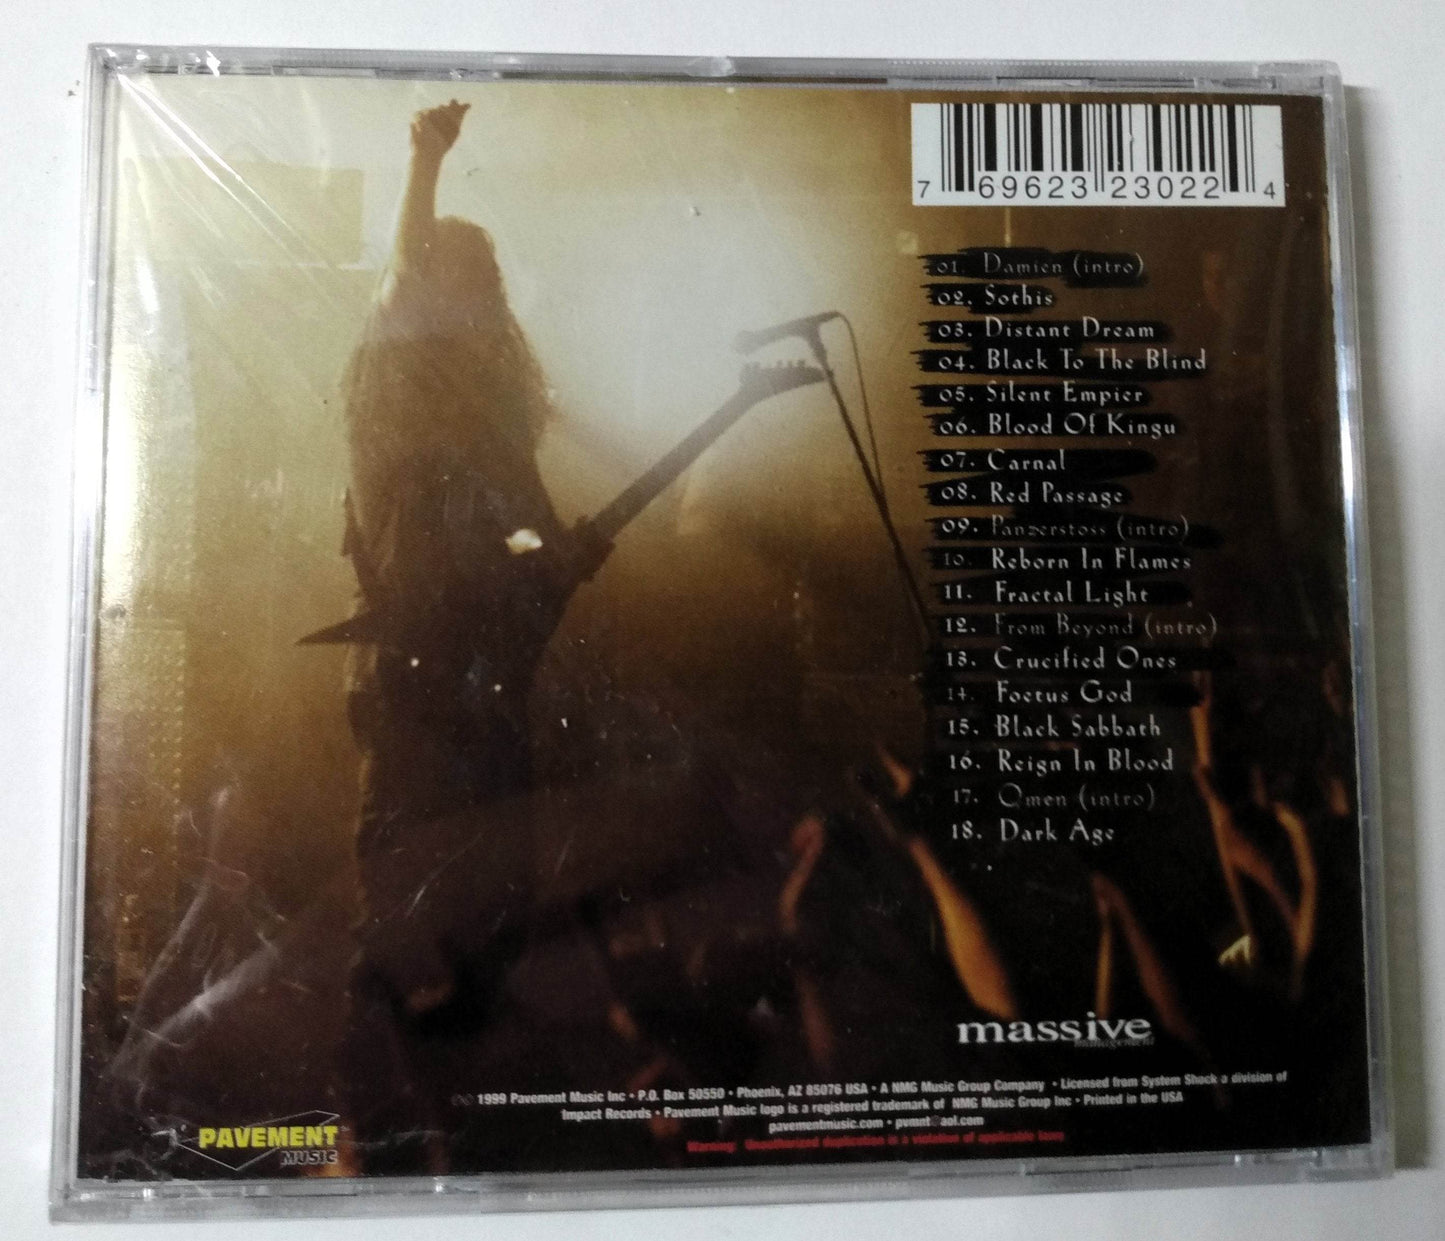 7 69623 23022 4
01. Damien (intro)
02. Sothis
03. Distant Dream
04. Black To The Blind
05. Silent Empier
06. Blood Of Kingu
07. Carnal
08. Red Passage
09. Panzerstoss (intro)
10. Reborn In Flames
11. Fractal Light
12. From Beyond (intro)
13. Crucified Ones
14. Foetus God
15. Black Sabbath
16. Reign In Blood
17. Omen (intro)
18. Dark Age
massive
management
1999 Pavement Music Inc • P.O. Box 50550 • Phoenix, AZ 85076 USA • A NMG Music Group Company • Licensed from System Shock a division of
Impact Records • Pavement Music logo is a registered trademark of NMG Music Group Inc • Printed in the USA
pavementmusic.com • pvmnt@aol.com
Warning: Unauthorized duplication is a violation of applicable laws.
PAVEMENT
MUSIC